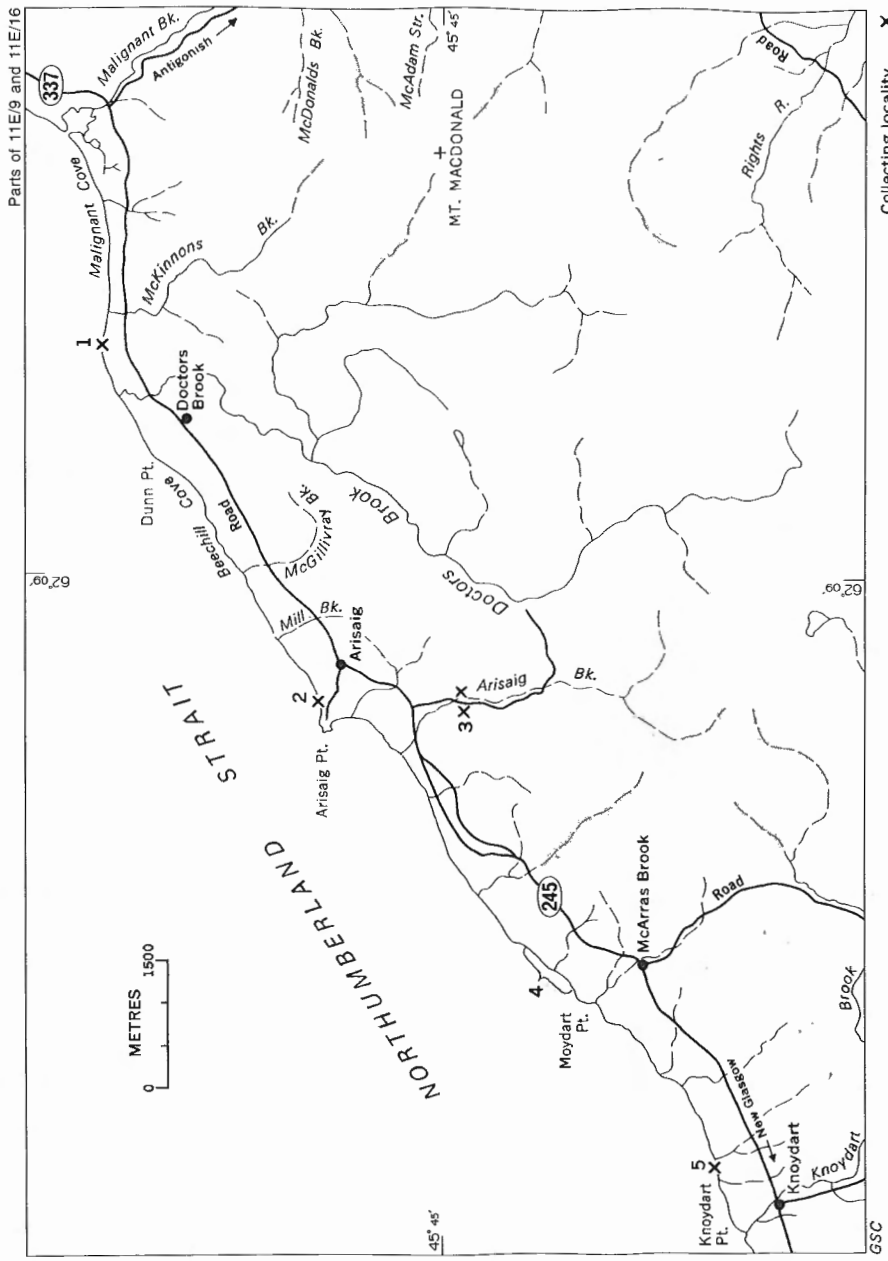 Parts of 11E/9 and 11E/16
337
Malignant Bk.
Antigonish
McDonalds Bk.
McAdam Str.
45° 45'
Malignant Cove
McKinnons Bk.
MT. MACDONALD
Rights R.
Road
1
Doctors
Brook
Dunn Pt.
Beechill Cove
Road
McGillivray Bk.
Doctors Brook
62° 09'
62° 09'
Mill Bk.
Arisaig
2
Arisaig Pt.
3
Arisaig Bk.
STRAIT
NORTHUMBERLAND
METRES
0 1500
245
McArras Brook
Road
4
Moydart
Pt.
Brook
New Glasgow
5
Knoydart
Pt.
Knoydart
Knoydart
45° 45'
GSC
Collecting locality x